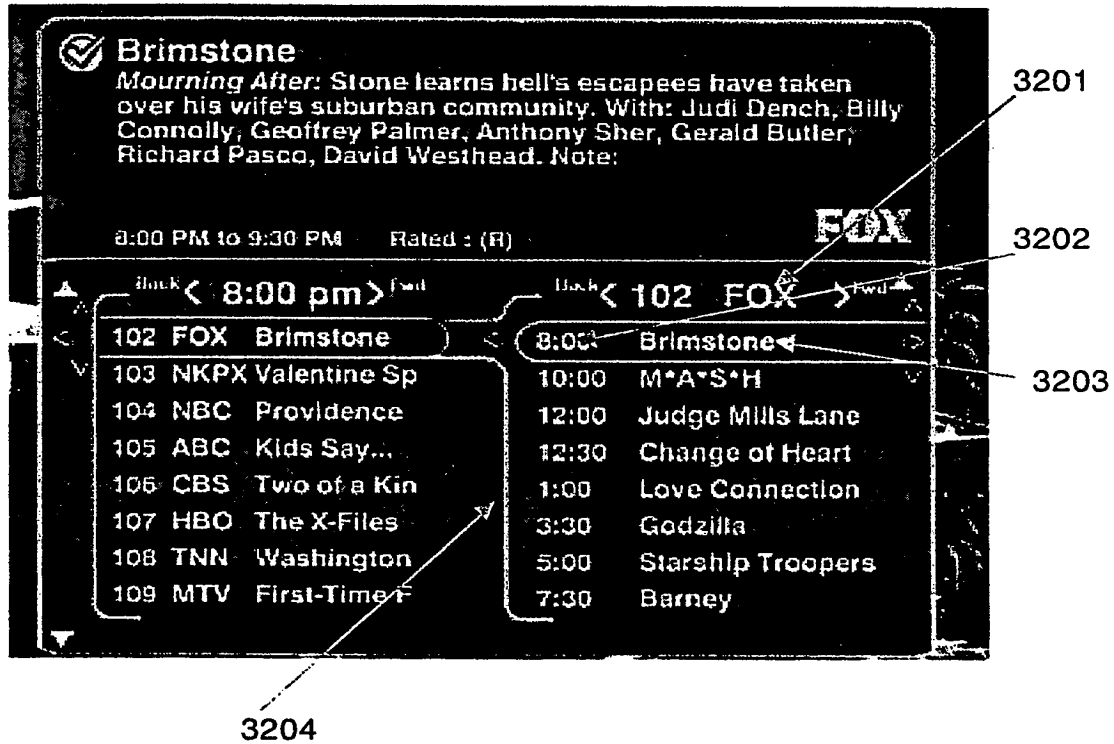 Brimstone
Mourning After: Stone learns hell's escapees have taken
over his wife's suburban community. With: Judi Dench, Billy
Connolly, Geoffrey Palmer, Anthony Sher, Gerald Butler,
Richard Pasco, David Westhead. Note:
8:00 PM to 9:30 PM Rated : (R)
FOX
Back < 8:00 pm > Fwd
102 FOX Brimstone
103 NKPX Valentine Sp
104 NBC Providence
105 ABC Kids Say...
106 CBS Two of a Kin
107 HBO The X-Files
108 TNN Washington
109 MTV First-Time F
Back < 102 FOX > Fwd
8:00 Brimstone
10:00 M*A*S*H
12:00 Judge Mills Lane
12:30 Change of Heart
1:00 Love Connection
3:30 Godzilla
5:00 Starship Troopers
7:30 Barney
3201
3202
3203
3204